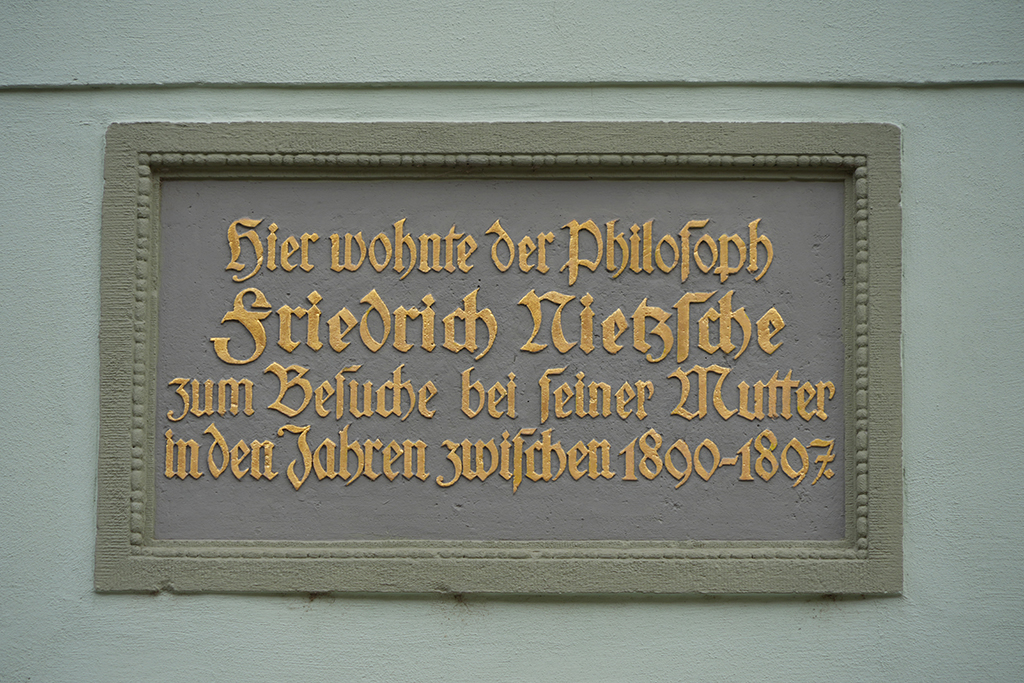 Hier wohnte der Philoſoph
Friedrich Nietzſche
zum Beſuche bei ſeiner Mutter
in den Jahren zwiſchen 1890-1897.